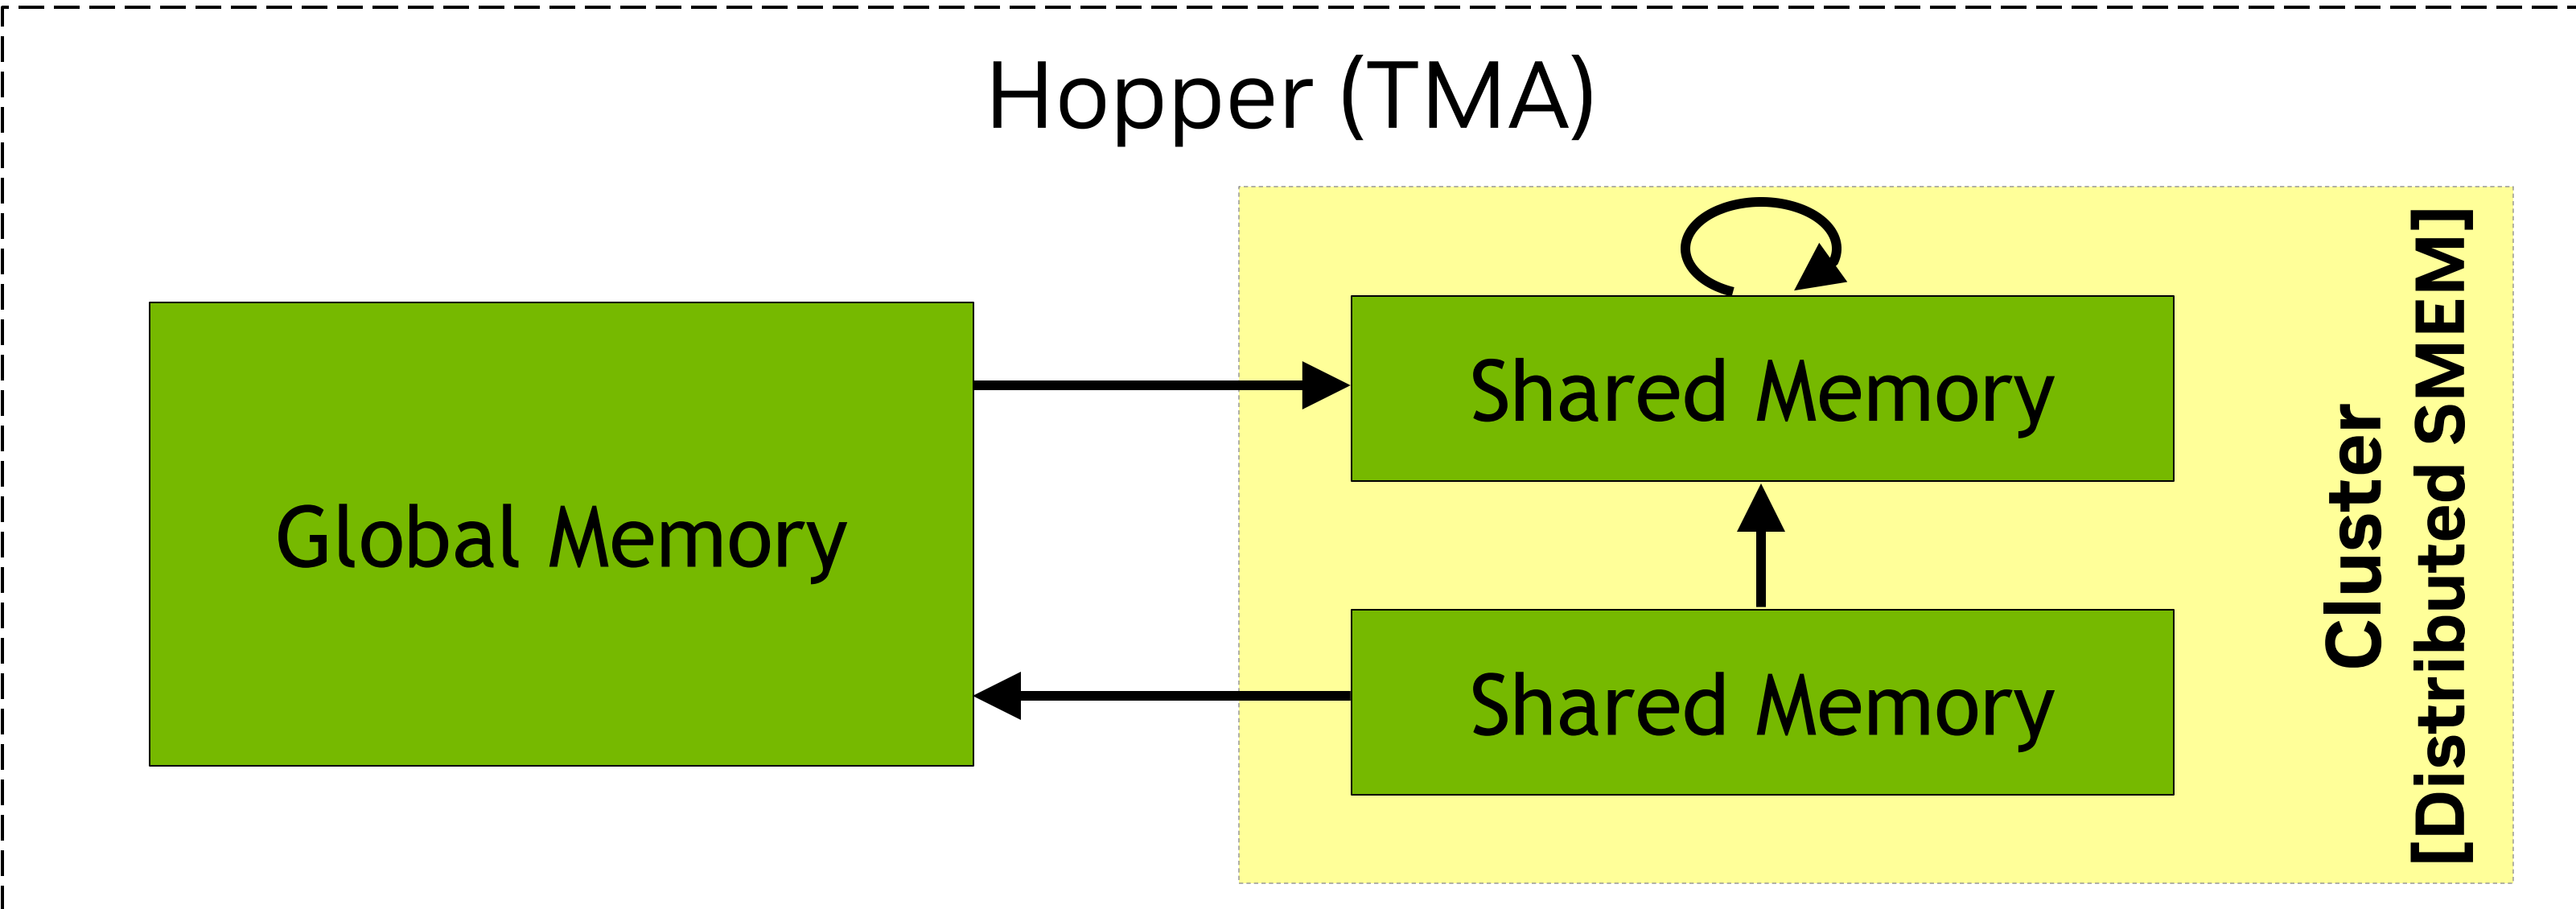 Hopper (TMA)
Global Memory
Shared Memory
Shared Memory
Cluster
[Distributed SMEM]